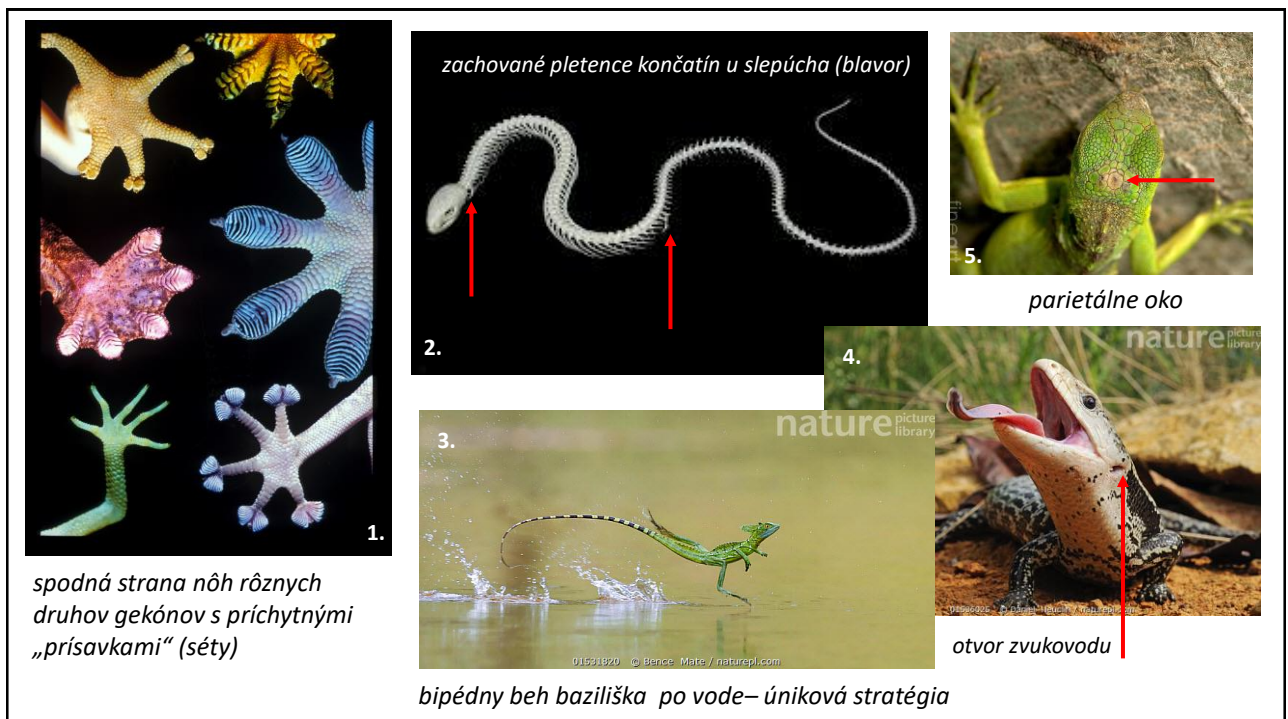 1.
spodná strana nôh rôznych
druhov gekónov s príchytnými
„prísavkami“ (séty)
zachované pletence končatín u slepúcha (blavor)
2.
5.
parietálne oko
nature picture library
4.
otvor zvukovodu
nature picture library
3.
01531820 © Bence Mate / naturepl.com
bipédny beh baziliška po vode– úniková stratégia